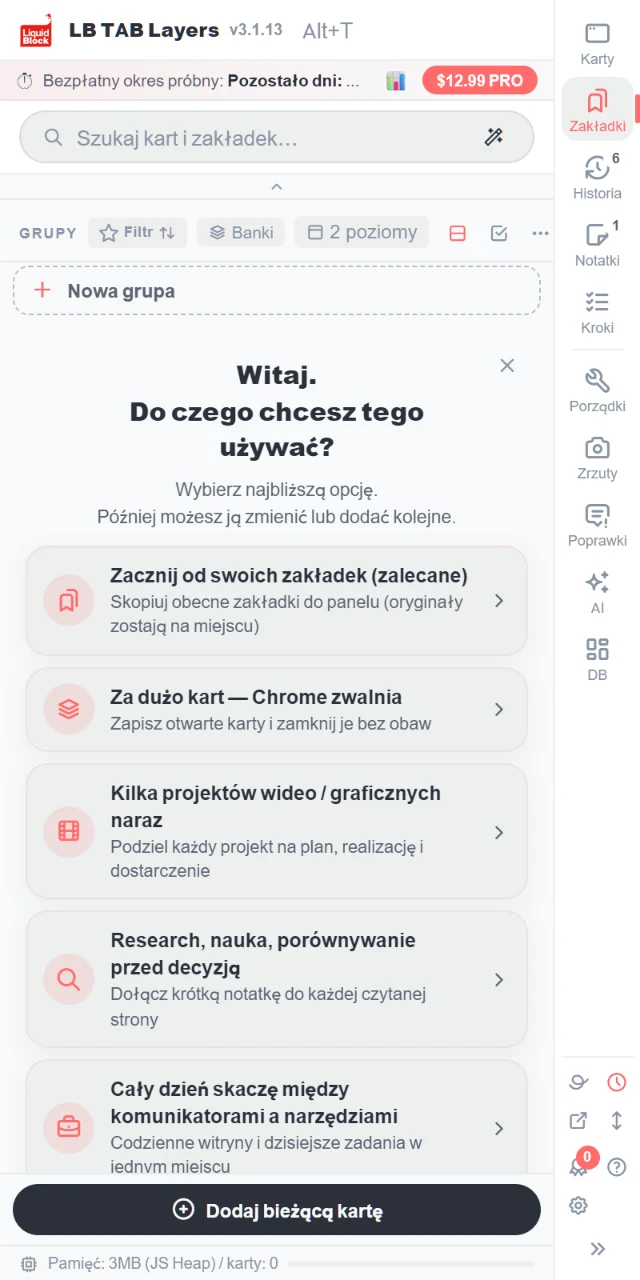 Liquid Block LB TAB Layers v3.1.13 Alt+T
Bezpłatny okres próbny: Pozostało dni: ... $12.99 PRO
Szukaj kart i zakładek…
GRUPY Filtr Banki 2 poziomy
Nowa grupa
Witaj.
Do czego chcesz tego
używać?
Wybierz najbliższą opcję.
Później możesz ją zmienić lub dodać kolejne.
Zacznij od swoich zakładek (zalecane)
Skopiuj obecne zakładki do panelu (oryginały
zostają na miejscu)
Za dużo kart — Chrome zwalnia
Zapisz otwarte karty i zamknij je bez obaw
Kilka projektów wideo / graficznych
naraz
Podziel każdy projekt na plan, realizację i
dostarczenie
Research, nauka, porównywanie
przed decyzją
Dołącz krótką notatkę do każdej czytanej
strony
Cały dzień skaczę między
komunikatorami a narzędziami
Codzienne witryny i dzisiejsze zadania w
jednym miejscu
Dodaj bieżącą kartę
Pamięć: 3MB (JS Heap) / karty: 0
Karty
Zakładki
6
Historia
1
Notatki
Kroki
Porządki
Zrzuty
Poprawki
AI
DB
0